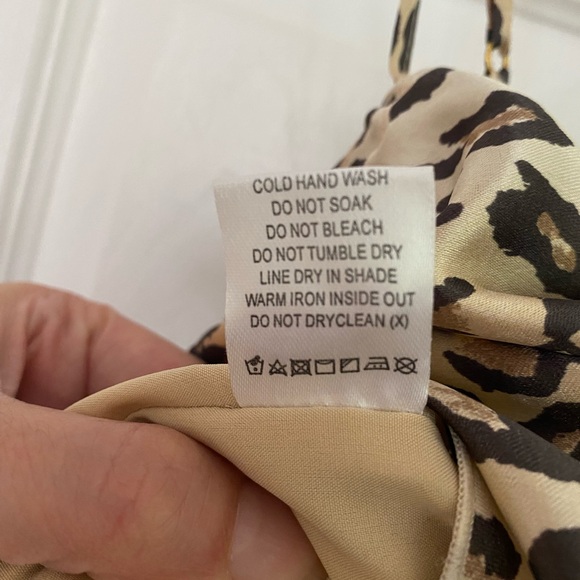 COLD HAND WASH
DO NOT SOAK
DO NOT BLEACH
DO NOT TUMBLE DRY
LINE DRY IN SHADE
WARM IRON INSIDE OUT
DO NOT DRYCLEAN (X)